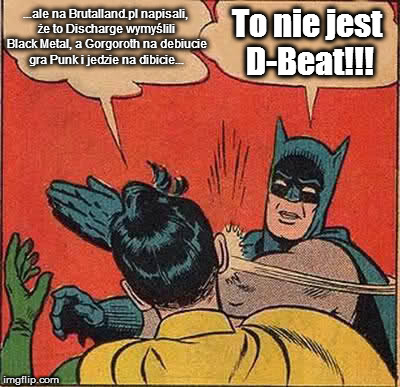 ...ale na Brutalland.pl napisali,
że to Discharge wymyślili
Black Metal, a Gorgoroth na debiucie
gra Punk i jedzie na dibicie...
To nie jest
D-Beat!!!
imgflip.com